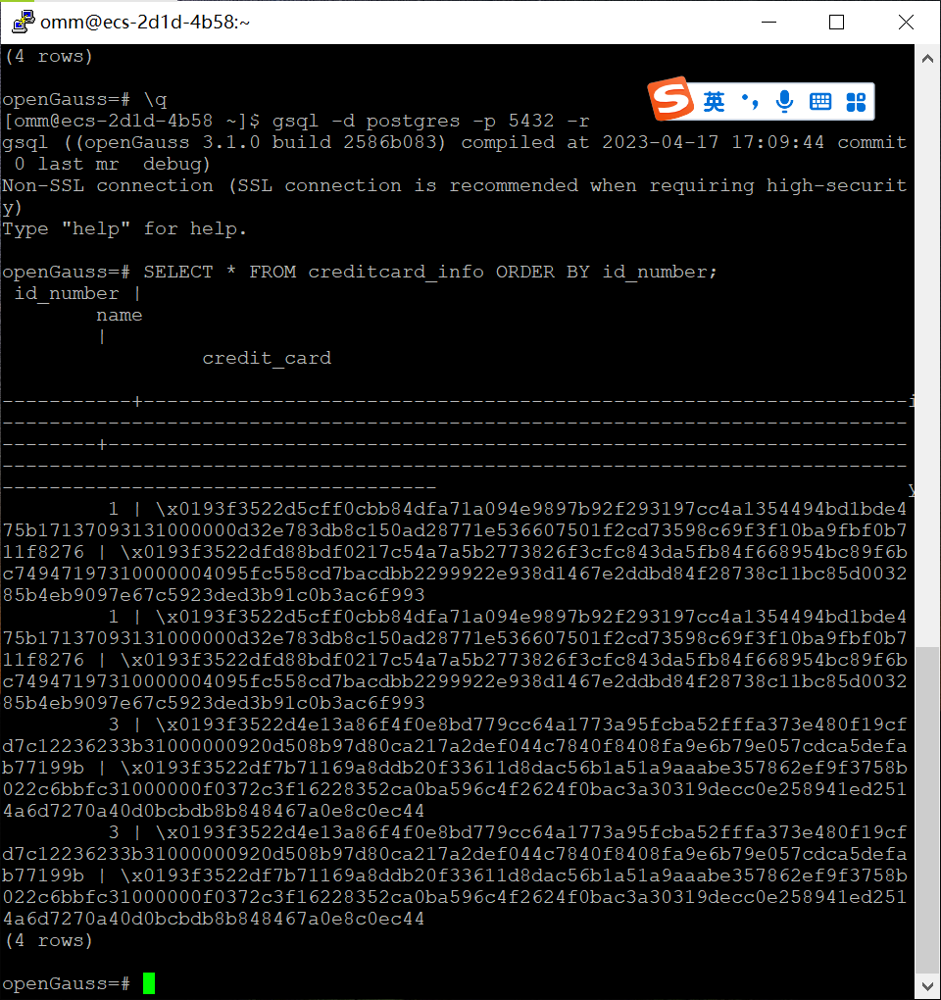 omm@ecs-2d1d-4b58:~
(4 rows)
openGauss=# \q
英
[omm@ecs-2d1d-4b58 ~]$ gsql -d postgres -p 5432 -r
gsql ((openGauss 3.1.0 build 2586b083) compiled at 2023-04-17 17:09:44 commit
 0 last mr  debug)
Non-SSL connection (SSL connection is recommended when requiring high-securit
y)
Type "help" for help.
openGauss=# SELECT * FROM creditcard_info ORDER BY id_number;
 id_number |
        name
        |
                 credit_card
-----------+-----------------------------------------------------------------
-----------------------------------------------------------------------------
--------+--------------------------------------------------------------------
-----------------------------------------------------------------------------
-------------------------------------
         1 | \x0193f3522d5cff0cbb84dfa71a094e9897b92f293197cc4a1354494bd1bde4
75b17137093131000000d32e783db8c150ad28771e536607501f2cd73598c69f3f10ba9fbf0b7
11f8276 | \x0193f3522dfd88bdf0217c54a7a5b2773826f3cfc843da5fb84f668954bc89f6b
c74947197310000004095fc558cd7bacdbb2299922e938d1467e2ddbd84f28738c11bc85d0032
85b4eb9097e67c5923ded3b91c0b3ac6f993
         1 | \x0193f3522d5cff0cbb84dfa71a094e9897b92f293197cc4a1354494bd1bde4
75b17137093131000000d32e783db8c150ad28771e536607501f2cd73598c69f3f10ba9fbf0b7
11f8276 | \x0193f3522dfd88bdf0217c54a7a5b2773826f3cfc843da5fb84f668954bc89f6b
c74947197310000004095fc558cd7bacdbb2299922e938d1467e2ddbd84f28738c11bc85d0032
85b4eb9097e67c5923ded3b91c0b3ac6f993
         3 | \x0193f3522d4e13a86f4f0e8bd779cc64a1773a95fcba52fffa373e480f19cf
d7c12236233b31000000920d508b97d80ca217a2def044c7840f8408fa9e6b79e057cdca5defa
b77199b | \x0193f3522df7b71169a8ddb20f33611d8dac56b1a51a9aaabe357862ef9f3758b
022c6bbfc31000000f0372c3f16228352ca0ba596c4f2624f0bac3a30319decc0e258941ed251
4a6d7270a40d0bcbdb8b848467a0e8c0ec44
         3 | \x0193f3522d4e13a86f4f0e8bd779cc64a1773a95fcba52fffa373e480f19cf
d7c12236233b31000000920d508b97d80ca217a2def044c7840f8408fa9e6b79e057cdca5defa
b77199b | \x0193f3522df7b71169a8ddb20f33611d8dac56b1a51a9aaabe357862ef9f3758b
022c6bbfc31000000f0372c3f16228352ca0ba596c4f2624f0bac3a30319decc0e258941ed251
4a6d7270a40d0bcbdb8b848467a0e8c0ec44
(4 rows)
openGauss=#